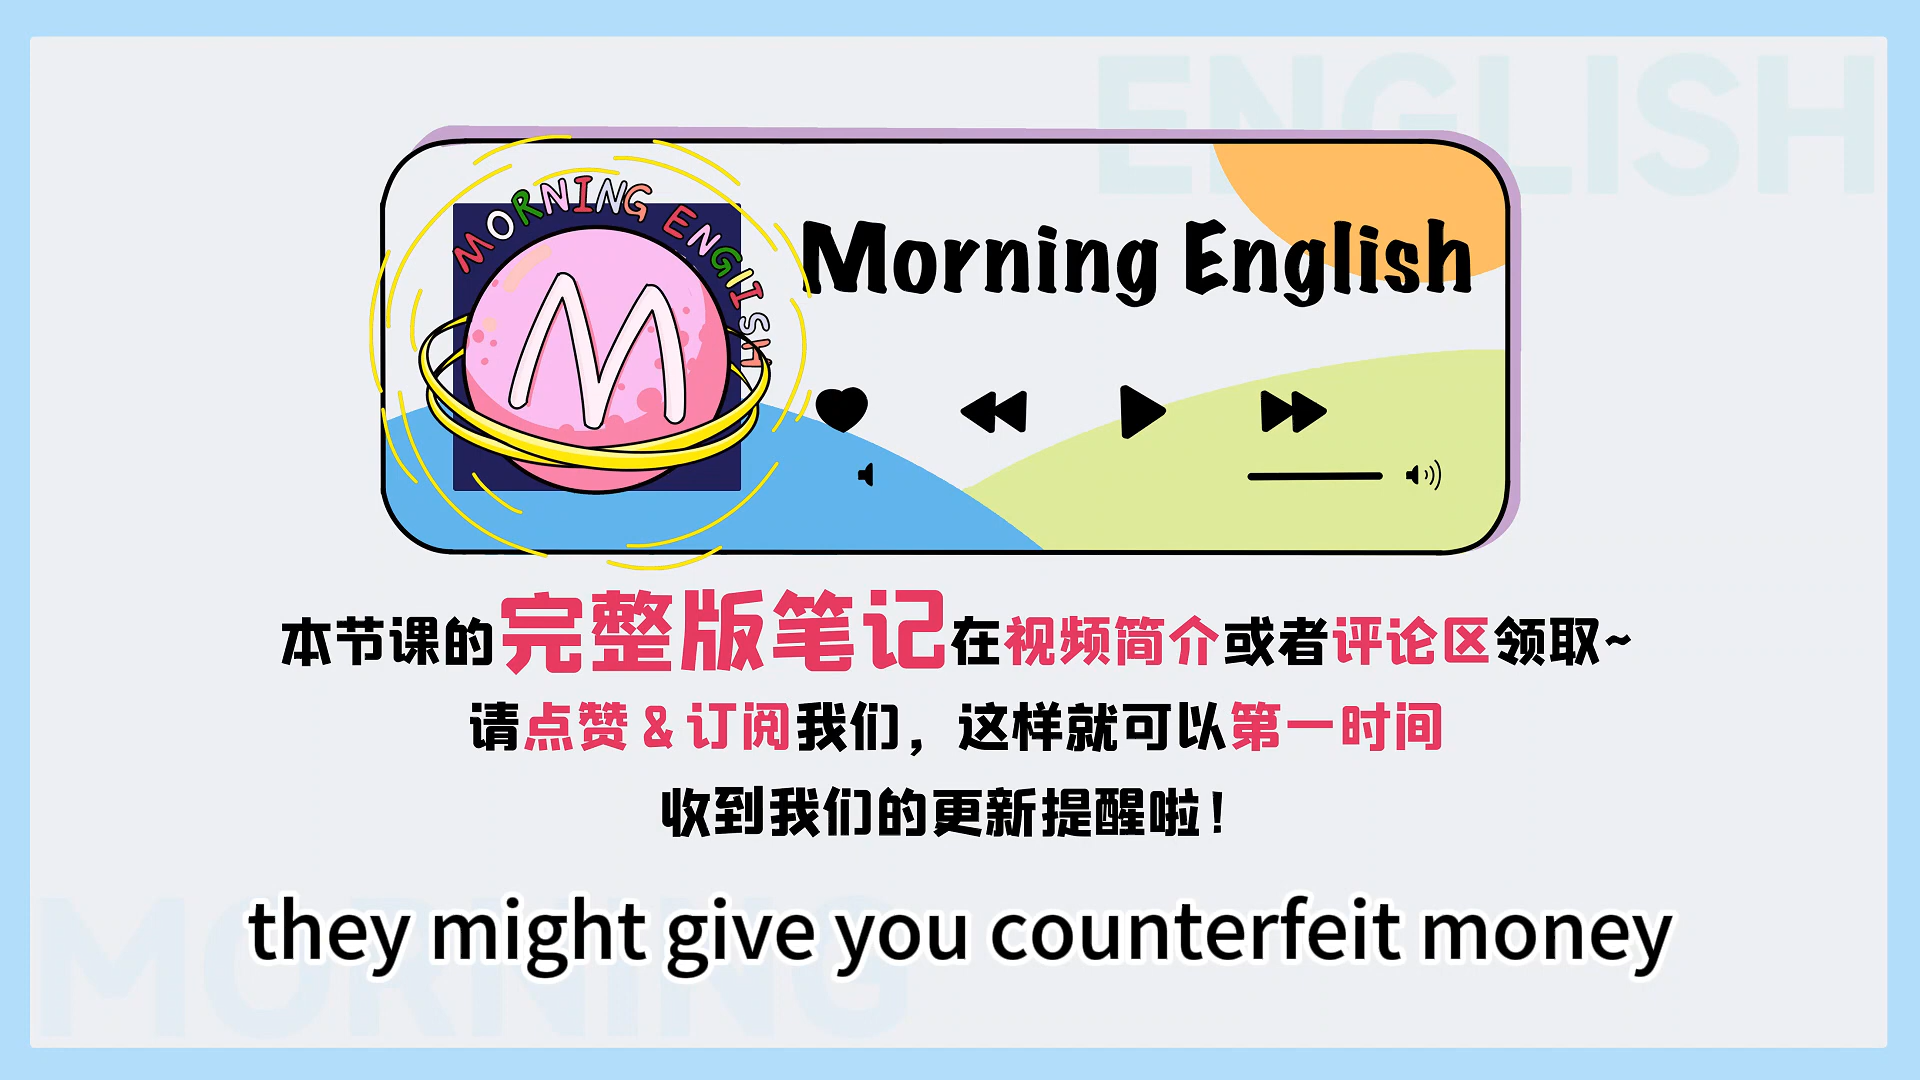 ENGLISH
MORNING ENGLISH
M
Morning English
本节课的完整版笔记在视频简介或者评论区领取~
请点赞&订阅我们，这样就可以第一时间
收到我们的更新提醒啦！
MORNING
they might give you counterfeit money